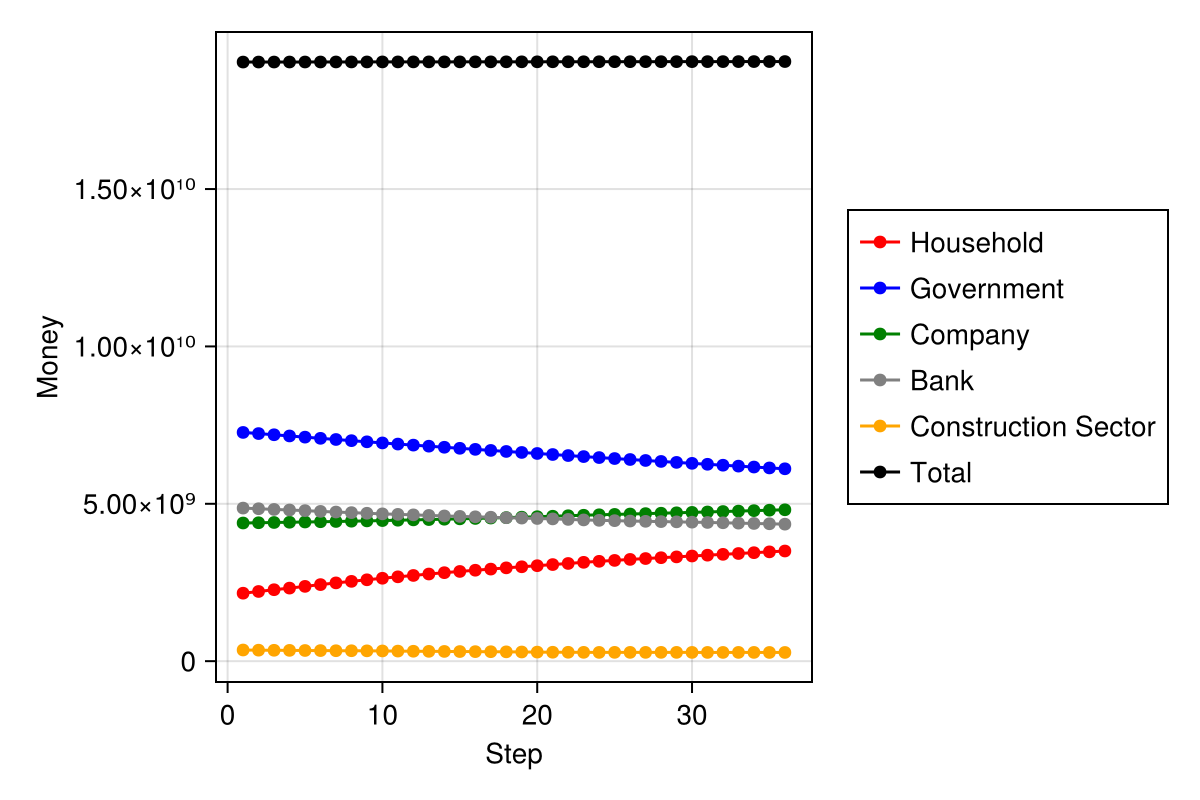 Money
1.50×10¹⁰
1.00×10¹⁰
5.00×10⁹
0
0 10 20 30
Step
Household
Government
Company
Bank
Construction Sector
Total